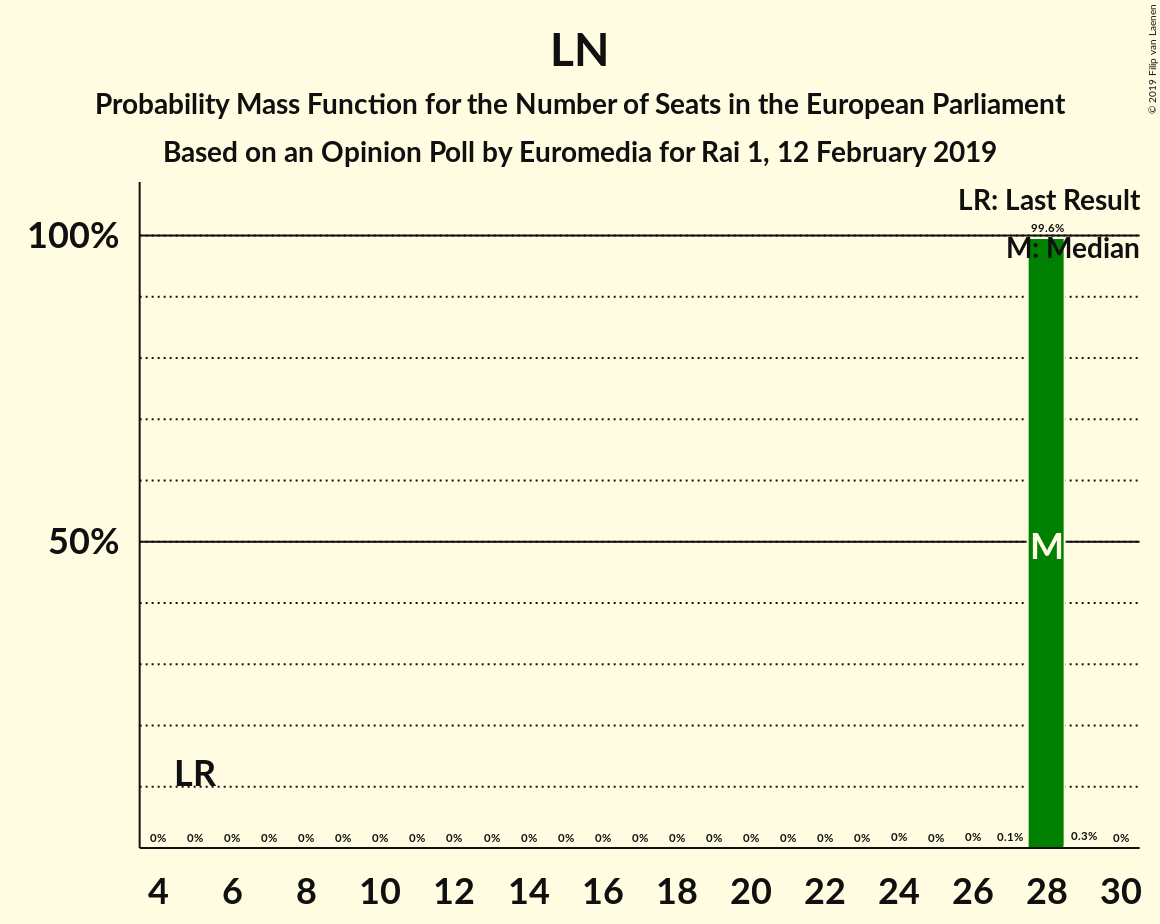 LN
Probability Mass Function for the Number of Seats in the European Parliament
Based on an Opinion Poll by Euromedia for Rai 1, 12 February 2019
© 2019 Filip van Laenen
LR: Last Result
M: Median
100%
50%
99.6%
M
LR
0% 0% 0% 0% 0% 0% 0% 0% 0% 0% 0% 0% 0% 0% 0% 0% 0% 0% 0% 0% 0% 0% 0% 0.1% 0.3% 0%
4 6 8 10 12 14 16 18 20 22 24 26 28 30